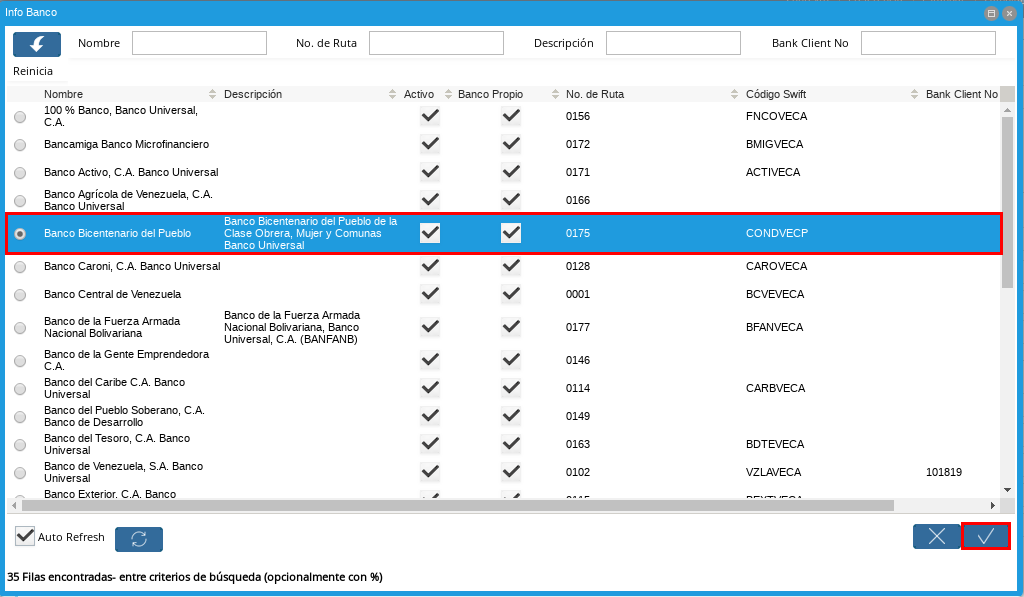 Info Banco
Nombre No. de Ruta Descripción Bank Client No
Reinicia
Nombre Descripción Activo Banco Propio No. de Ruta Código Swift Bank Client No
100 % Banco, Banco Universal,
C.A.
0156 FNCOVECA
Bancamiga Banco Microfinanciero 0172 BMIGVECA
Banco Activo, C.A. Banco Universal 0171 ACTIVECA
Banco Agrícola de Venezuela, C.A.
Banco Universal
0166
Banco Bicentenario del Pueblo
Banco Bicentenario del Pueblo de la
Clase Obrera, Mujer y Comunas
Banco Universal
0175 CONDVECP
Banco Caroni, C.A. Banco Universal 0128 CAROVECA
Banco Central de Venezuela 0001 BCVEVECA
Banco de la Fuerza Armada
Nacional Bolivariana
Banco de la Fuerza Armada
Nacional Bolivariana, Banco
Universal, C.A. (BANFANB)
0177 BFANVECA
Banco de la Gente Emprendedora
C.A.
0146
Banco del Caribe C.A. Banco
Universal
0114 CARBVECA
Banco del Pueblo Soberano, C.A.
Banco de Desarrollo
0149
Banco del Tesoro, C.A. Banco
Universal
0163 BDTEVECA
Banco de Venezuela, S.A. Banco
Universal
0102 VZLAVECA 101819
Banco Exterior, C.A. Banco
Auto Refresh
35 Filas encontradas- entre criterios de búsqueda (opcionalmente con %)